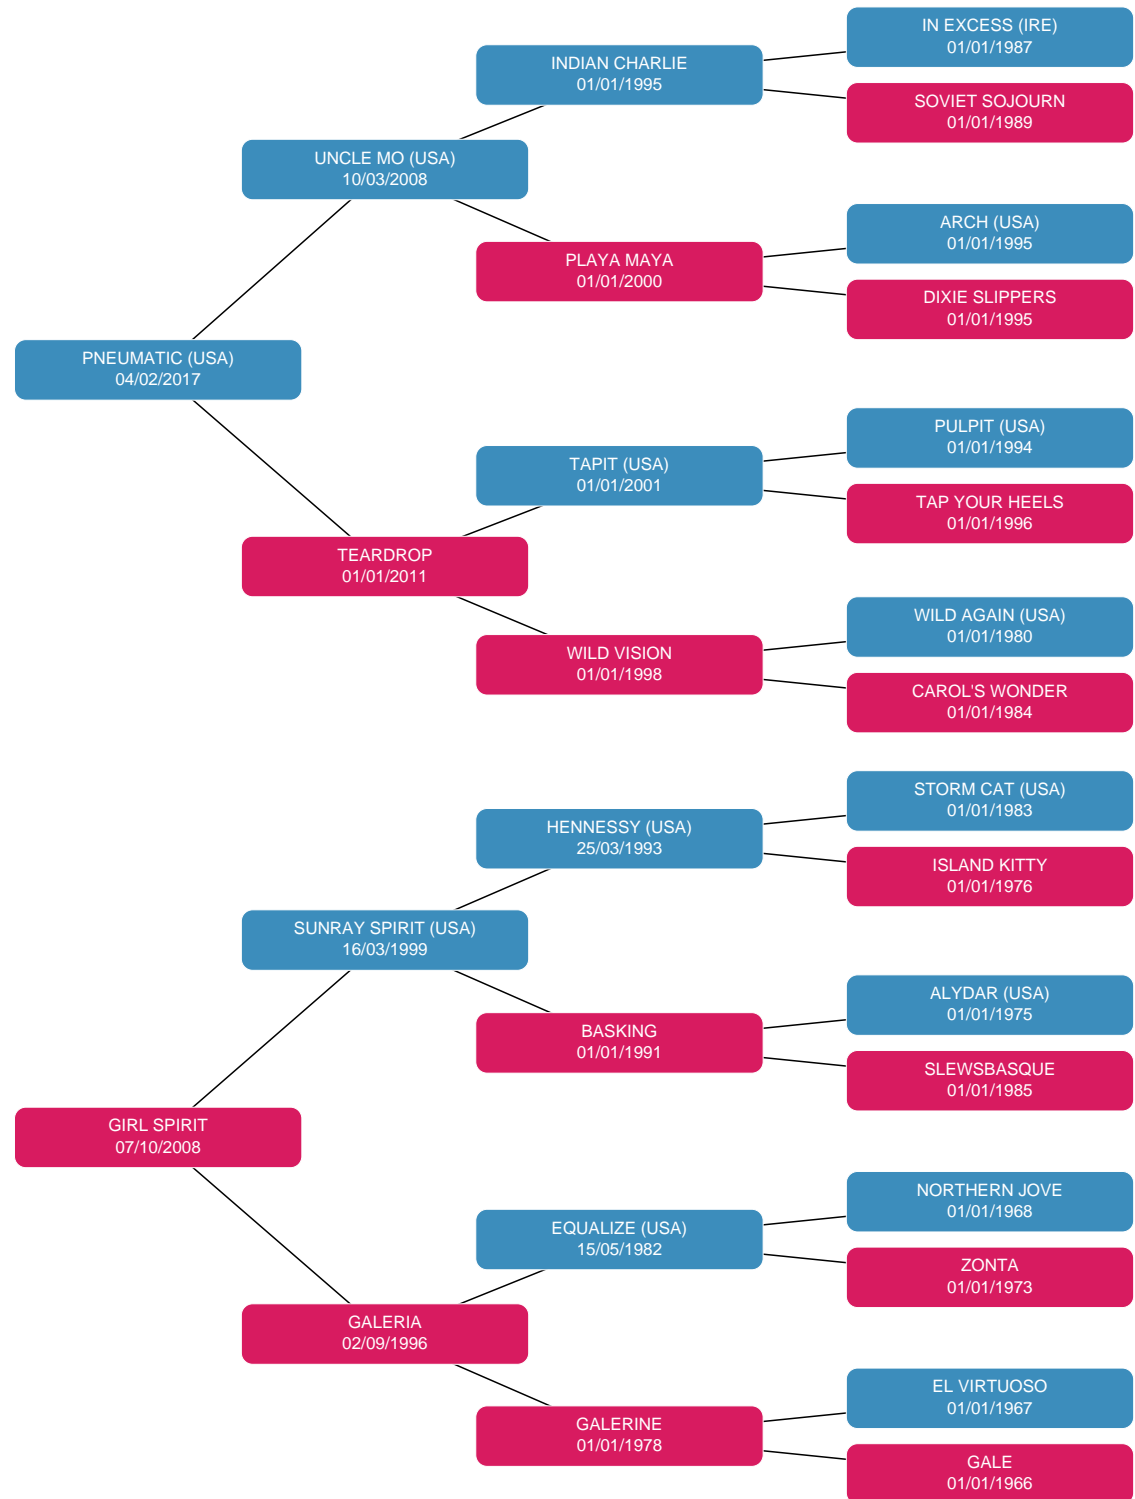 IN EXCESS (IRE)
01/01/1987
INDIAN CHARLIE
01/01/1995
SOVIET SOJOURN
01/01/1989
UNCLE MO (USA)
10/03/2008
ARCH (USA)
01/01/1995
PLAYA MAYA
01/01/2000
DIXIE SLIPPERS
01/01/1995
PNEUMATIC (USA)
04/02/2017
PULPIT (USA)
01/01/1994
TAPIT (USA)
01/01/2001
TAP YOUR HEELS
01/01/1996
TEARDROP
01/01/2011
WILD AGAIN (USA)
01/01/1980
WILD VISION
01/01/1998
CAROL'S WONDER
01/01/1984
STORM CAT (USA)
01/01/1983
HENNESSY (USA)
25/03/1993
ISLAND KITTY
01/01/1976
SUNRAY SPIRIT (USA)
16/03/1999
ALYDAR (USA)
01/01/1975
BASKING
01/01/1991
SLEWSBASQUE
01/01/1985
GIRL SPIRIT
07/10/2008
NORTHERN JOVE
01/01/1968
EQUALIZE (USA)
15/05/1982
ZONTA
01/01/1973
GALERIA
02/09/1996
EL VIRTUOSO
01/01/1967
GALERINE
01/01/1978
GALE
01/01/1966